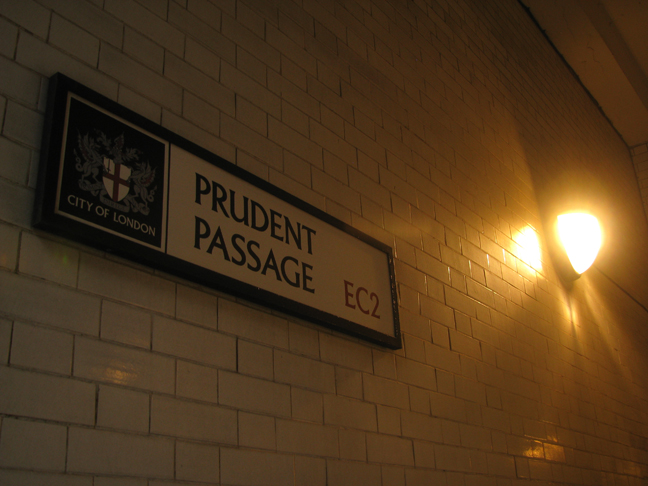 CITY OF LONDON
PRUDENT
PASSAGE
EC2